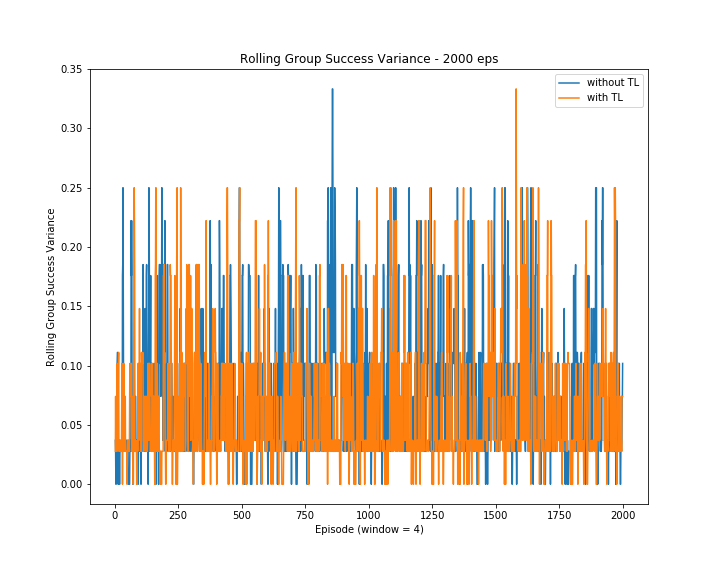 Rolling Group Success Variance - 2000 eps
without TL
with TL
0.35
0.30
0.25
0.20
0.15
0.10
0.05
0.00
Rolling Group Success Variance
0 250 500 750 1000 1250 1500 1750 2000
Episode (window = 4)